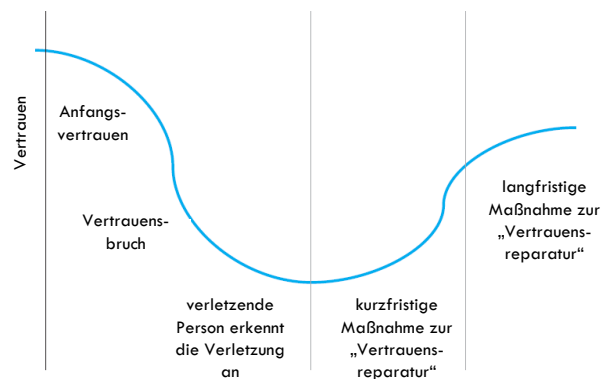 Vertrauen
Anfangs-
vertrauen
Vertrauens-
bruch
verletzende
Person erkennt
die Verletzung
an
kurzfristige
Maßnahme zur
„Vertrauens-
reparatur“
langfristige
Maßnahme zur
„Vertrauens-
reparatur“